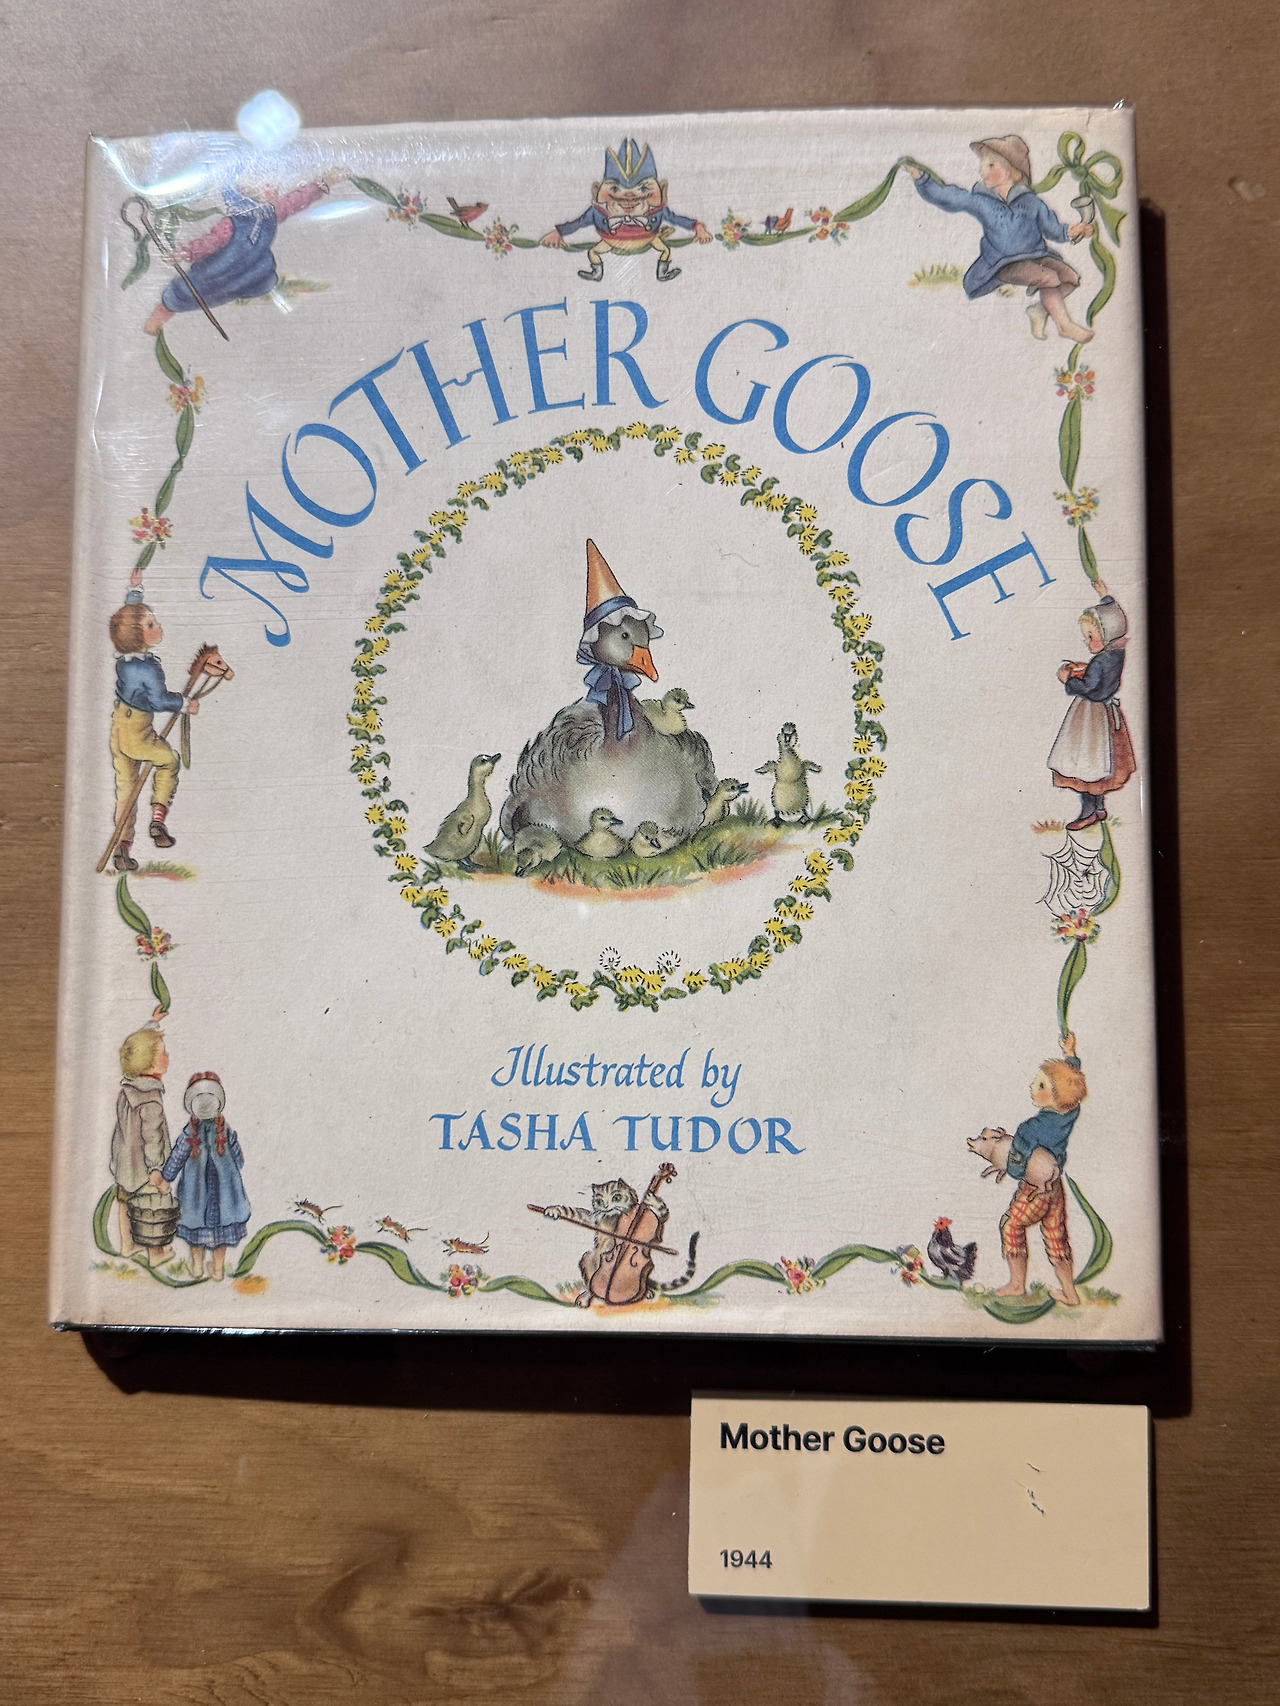 MOTHER GOOSE
Illustrated by
TASHA TUDOR
Mother Goose
1944